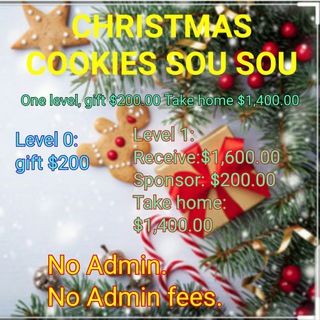 CHRISTMAS
COOKIES SOU SOU
One level, gift $200.00 Take home $1,400.00
Level 0:
gift $200
Level 1:
Receive:$1,600.00
Sponsor: $200.00
Take home:
$1,400.00
No Admin.
No Admin fees.